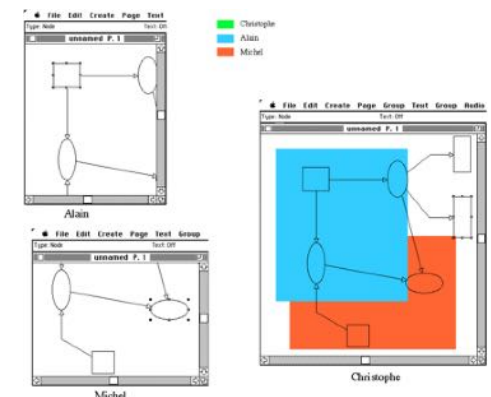 File Edit Create Page Text
Type: Node Text: Off
unnamed P. 1
Alain
Christophe
Alain
Michel
File Edit Create Page Text Group
Type: Node Text: Off
unnamed P. 1
Michel
File Edit Create Page Group Text Group Audio
Type: Node Text: Off
unnamed P. 1
Christophe